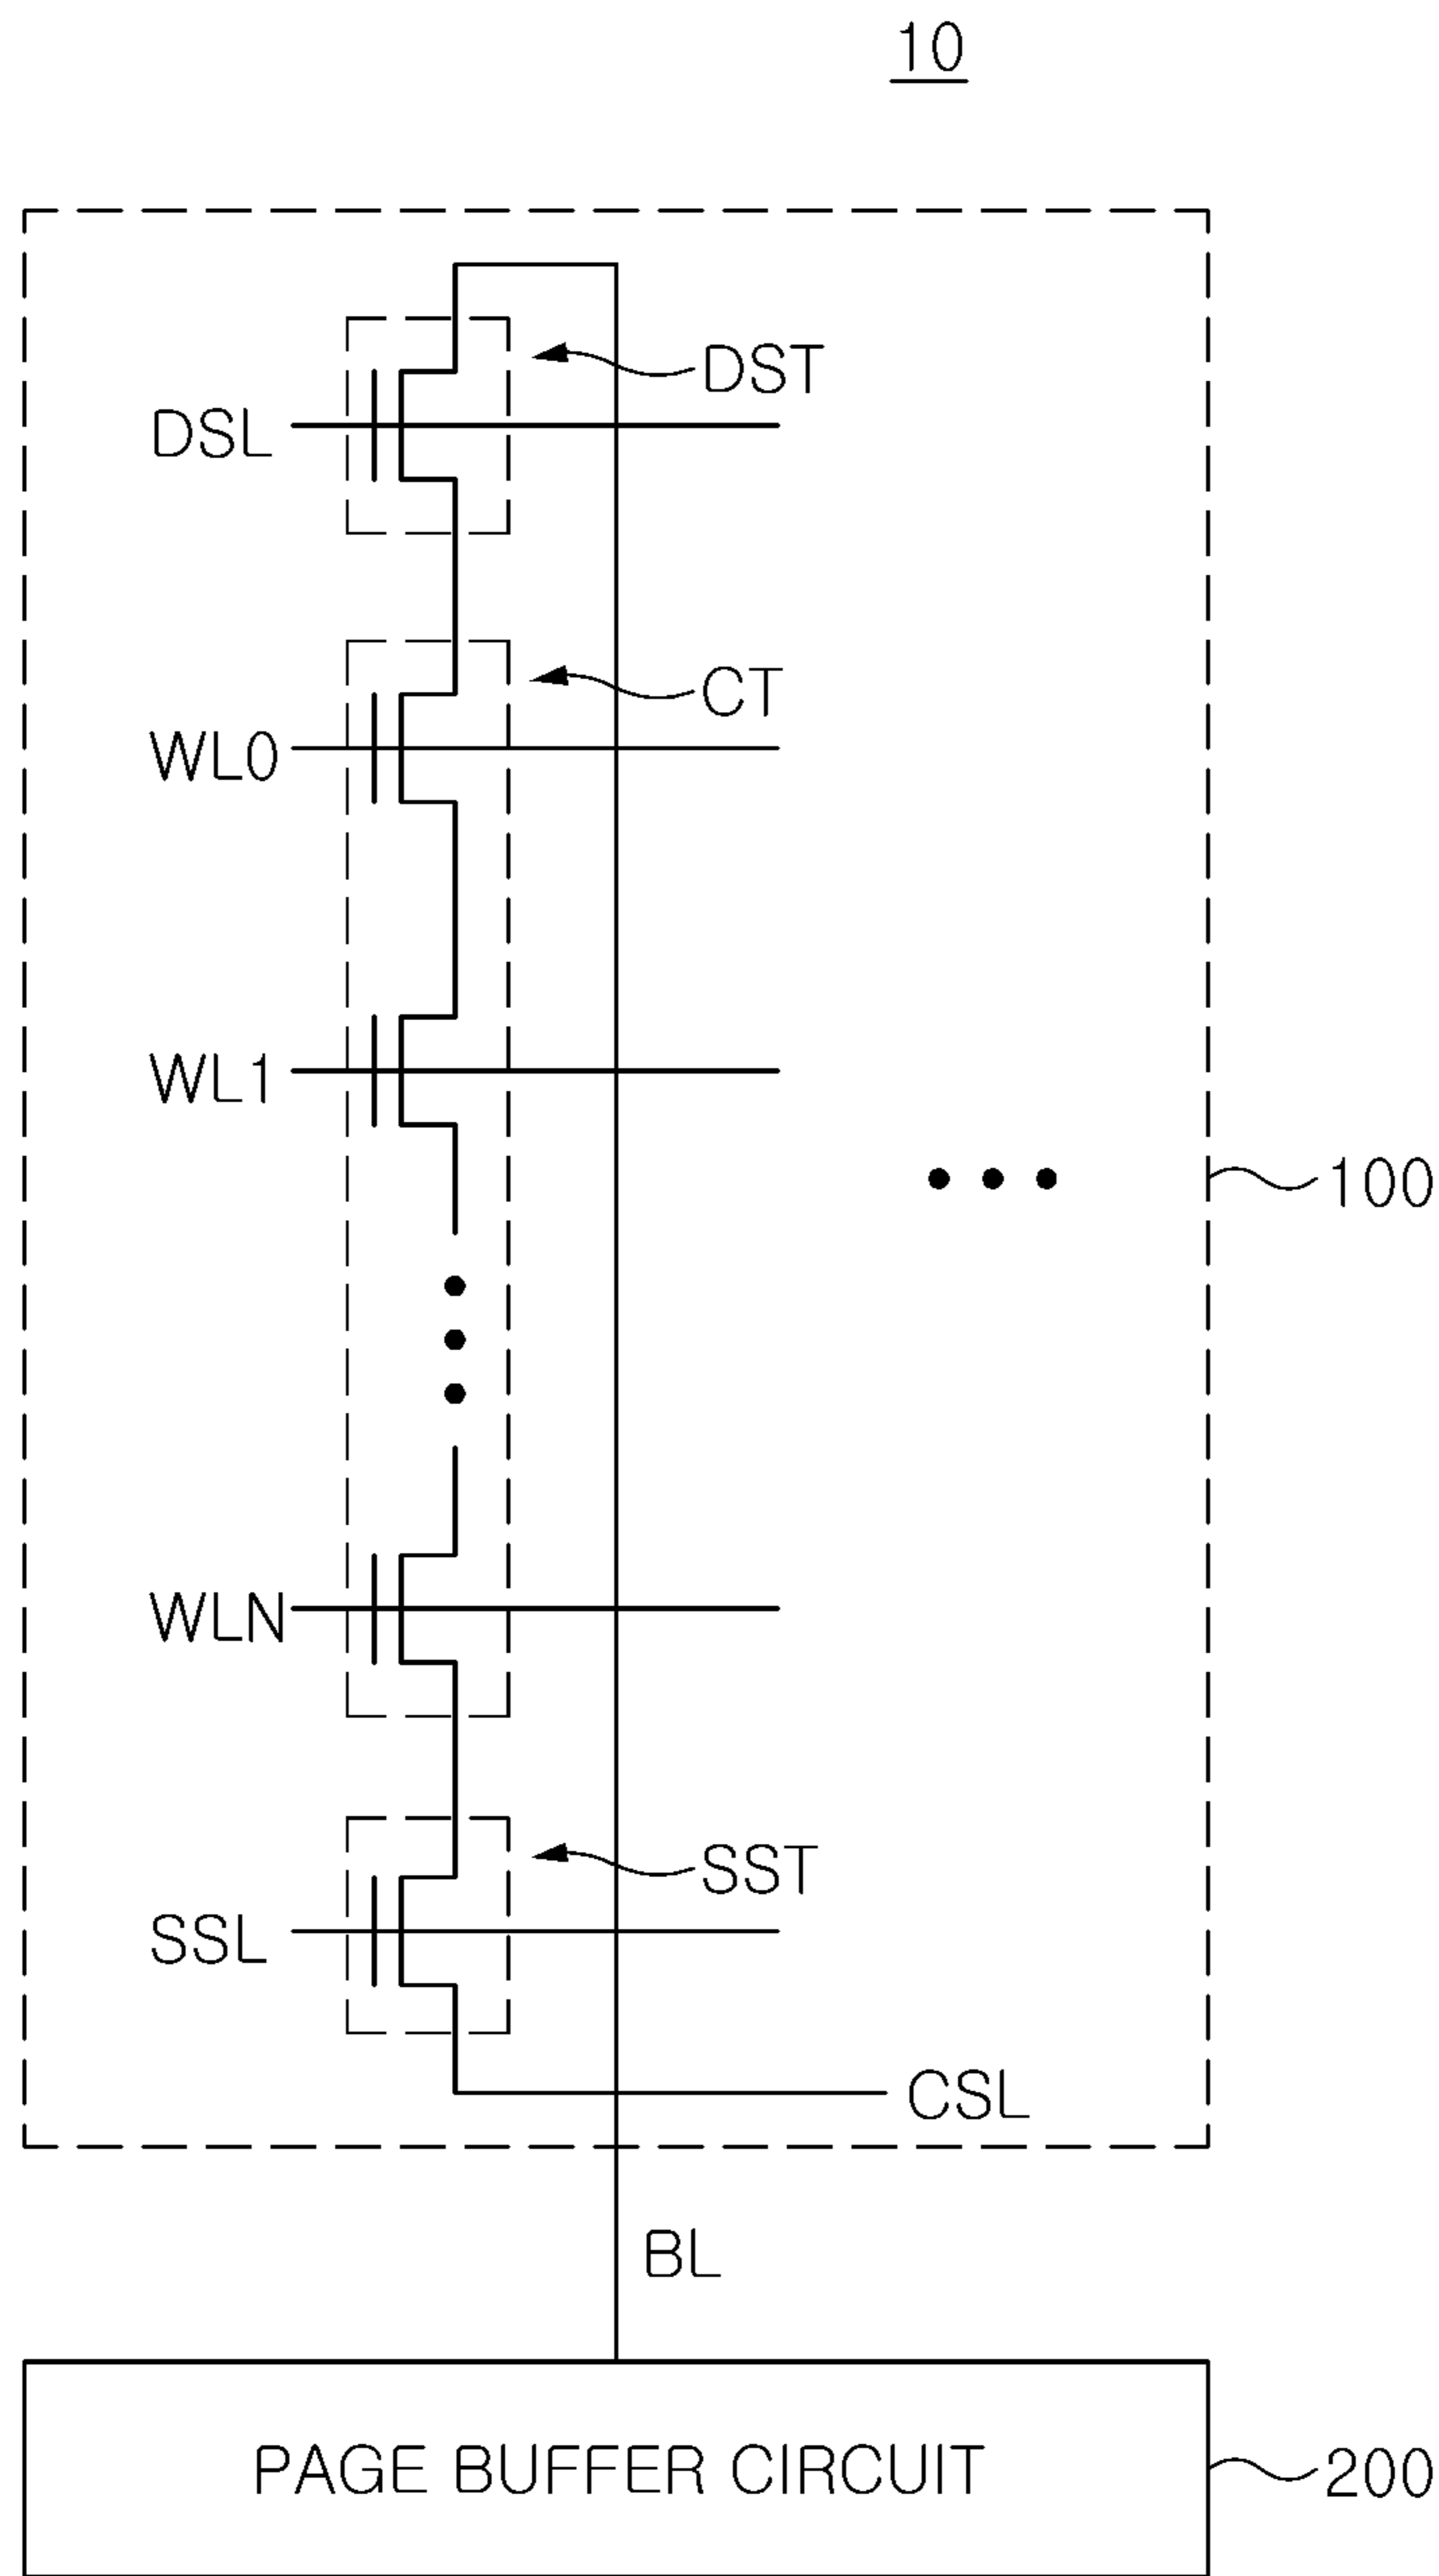 10
DST
DSL
CT
WL0
WL1
100
WLN
SST
SSL
CSL
BL
PAGE BUFFER CIRCUIT
200